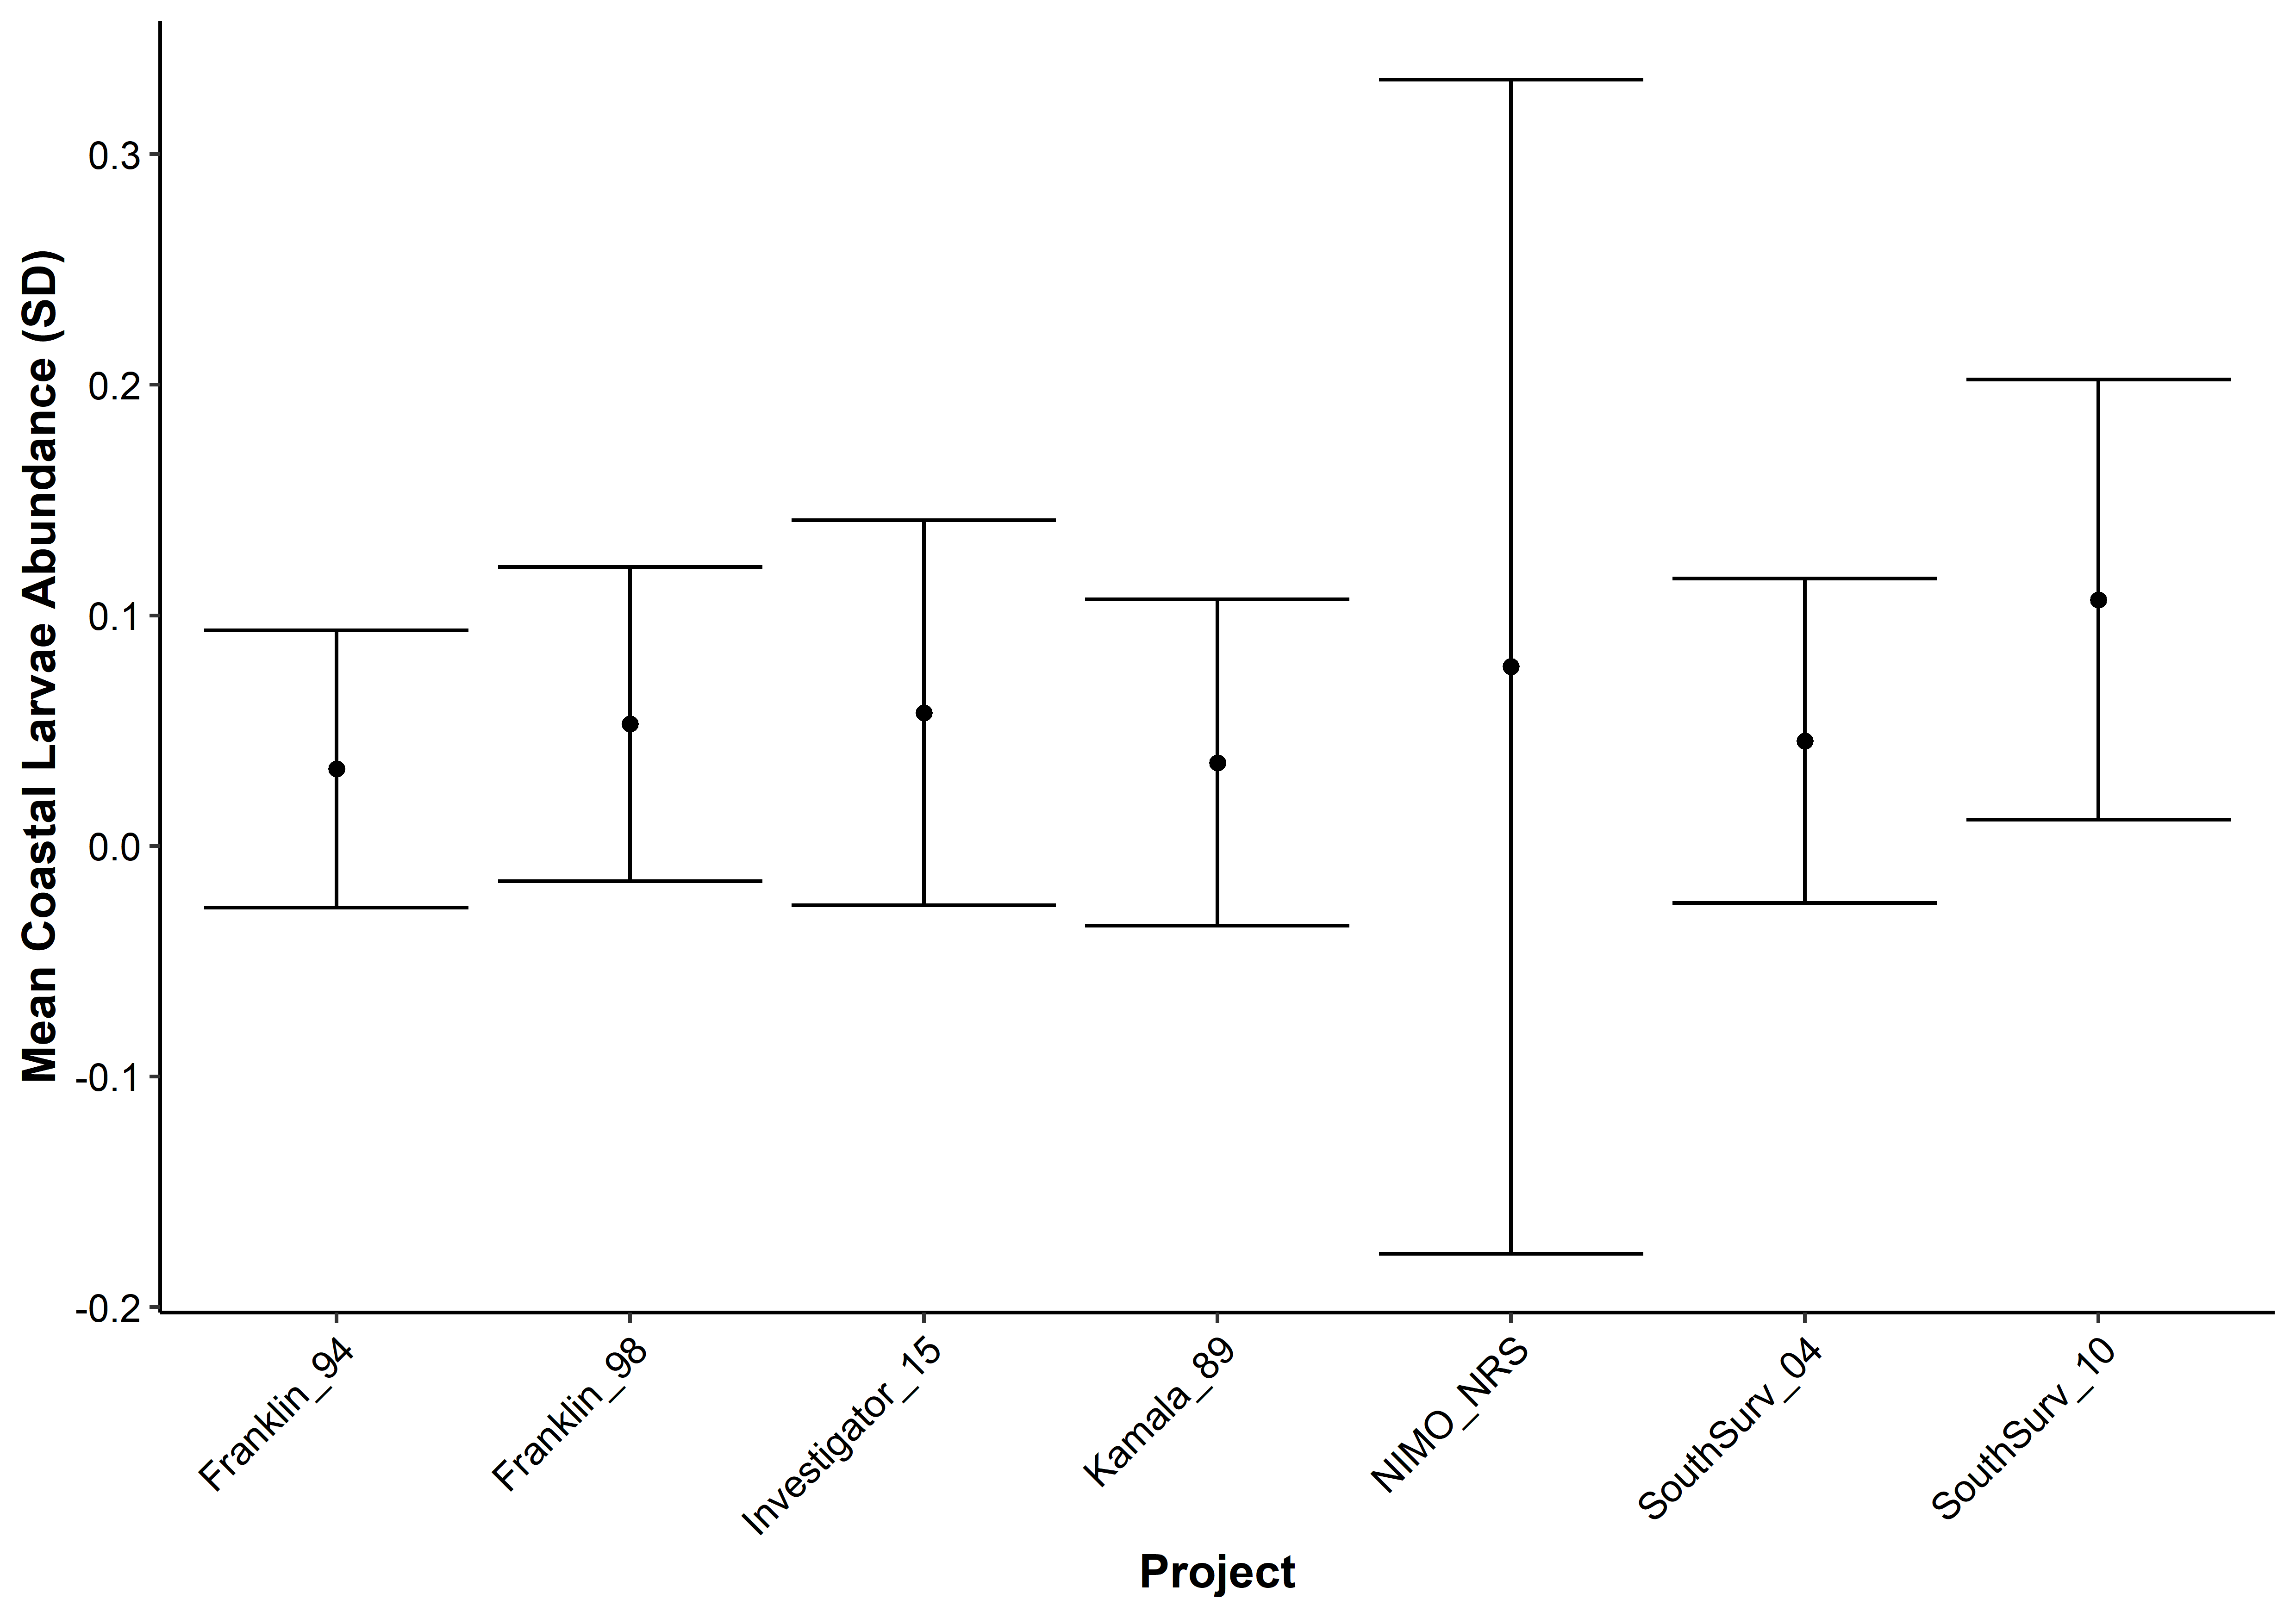 Mean Coastal Larvae Abundance (SD)
0.3
0.2
0.1
0.0
-0.1
-0.2
Franklin_94
Franklin_98
Investigator_15
Kamala_89
NIMO_NRS
SouthSurv_04
SouthSurv_10
Project